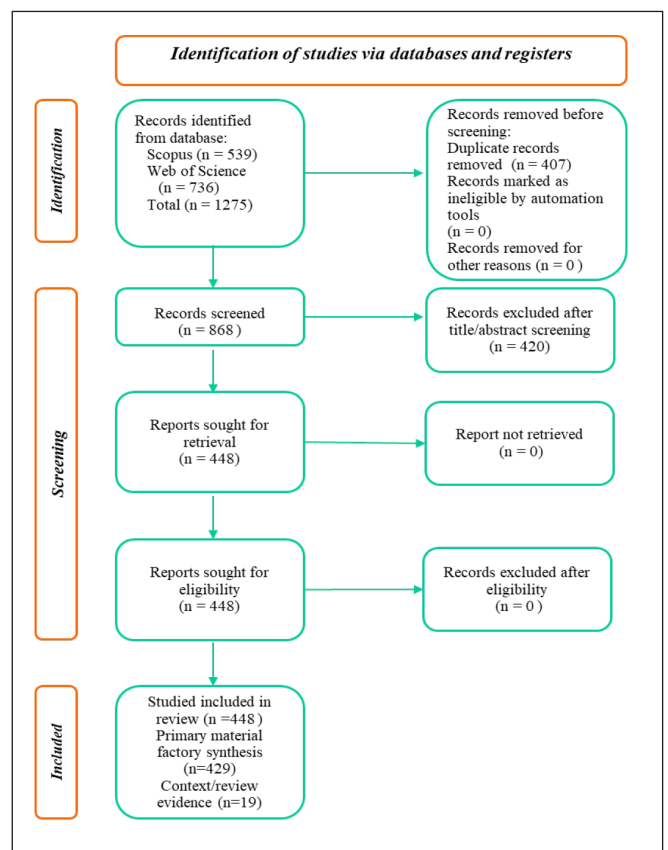 Identification of studies via databases and registers
Identification
Records identified
from database:
Scopus (n = 539)
Web of Science
(n = 736)
Total (n = 1275)
Records removed before
screening:
Duplicate records
removed (n = 407)
Records marked as
ineligible by automation
tools
(n = 0)
Records removed for
other reasons (n = 0 )
Screening
Records screened
(n = 868)
Records excluded after
title/abstract screening
(n = 420)
Reports sought for
retrieval
(n = 448)
Report not retrieved
(n = 0)
Reports sought for
eligibility
(n = 448)
Records excluded after
eligibility
(n = 0 )
Included
Studied included in
review (n =448 )
Primary material
factory synthesis
(n=429)
Context/review
evidence (n=19)